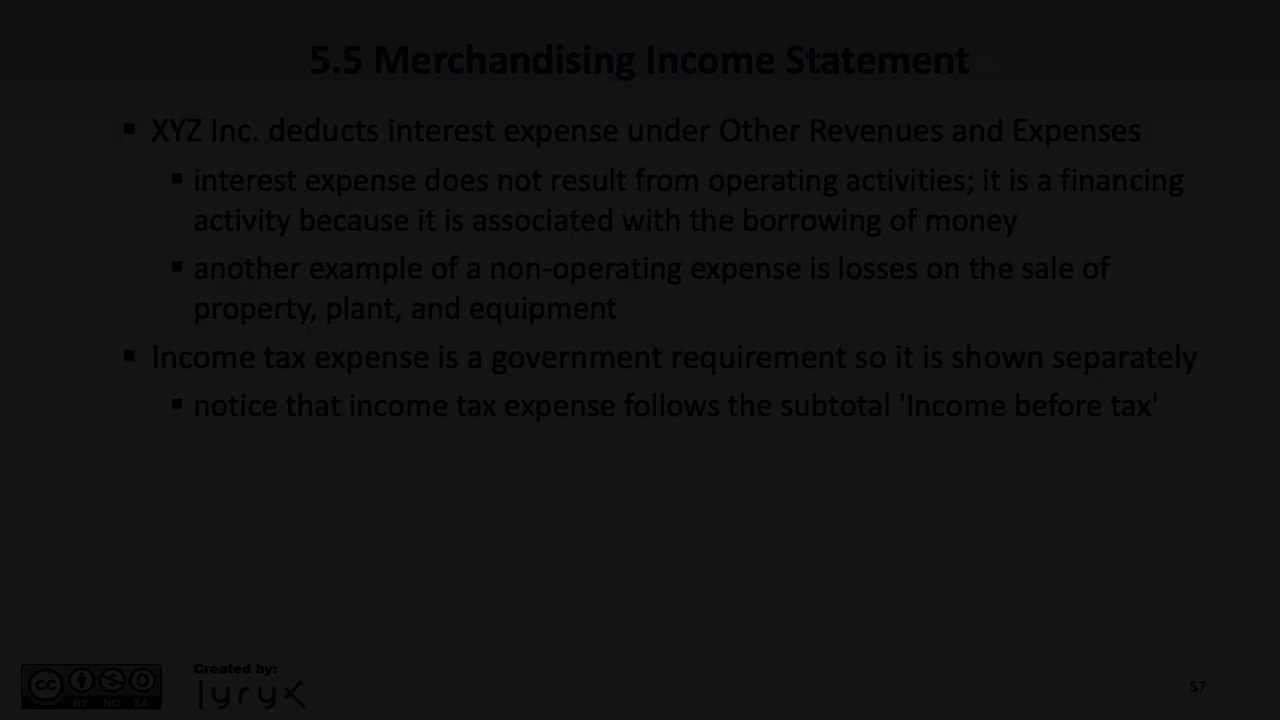 5.5 Merchandising Income Statement
▪ XYZ Inc. deducts interest expense under Other Revenues and Expenses
▪ interest expense does not result from operating activities; it is a financing
activity because it is associated with the borrowing of money
▪ another example of a non-operating expense is losses on the sale of
property, plant, and equipment
▪ Income tax expense is a government requirement so it is shown separately
▪ notice that income tax expense follows the subtotal 'Income before tax'
cc
BY NC SA
Created by:
lyryx
57